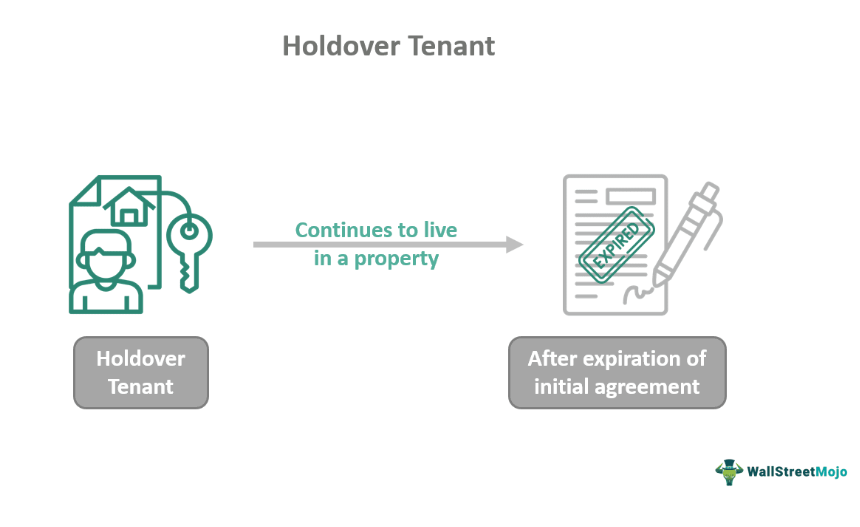 Holdover Tenant
Continues to live
in a property
EXPIRED
Holdover
Tenant
After expiration of
initial agreement
WallStreetMojo